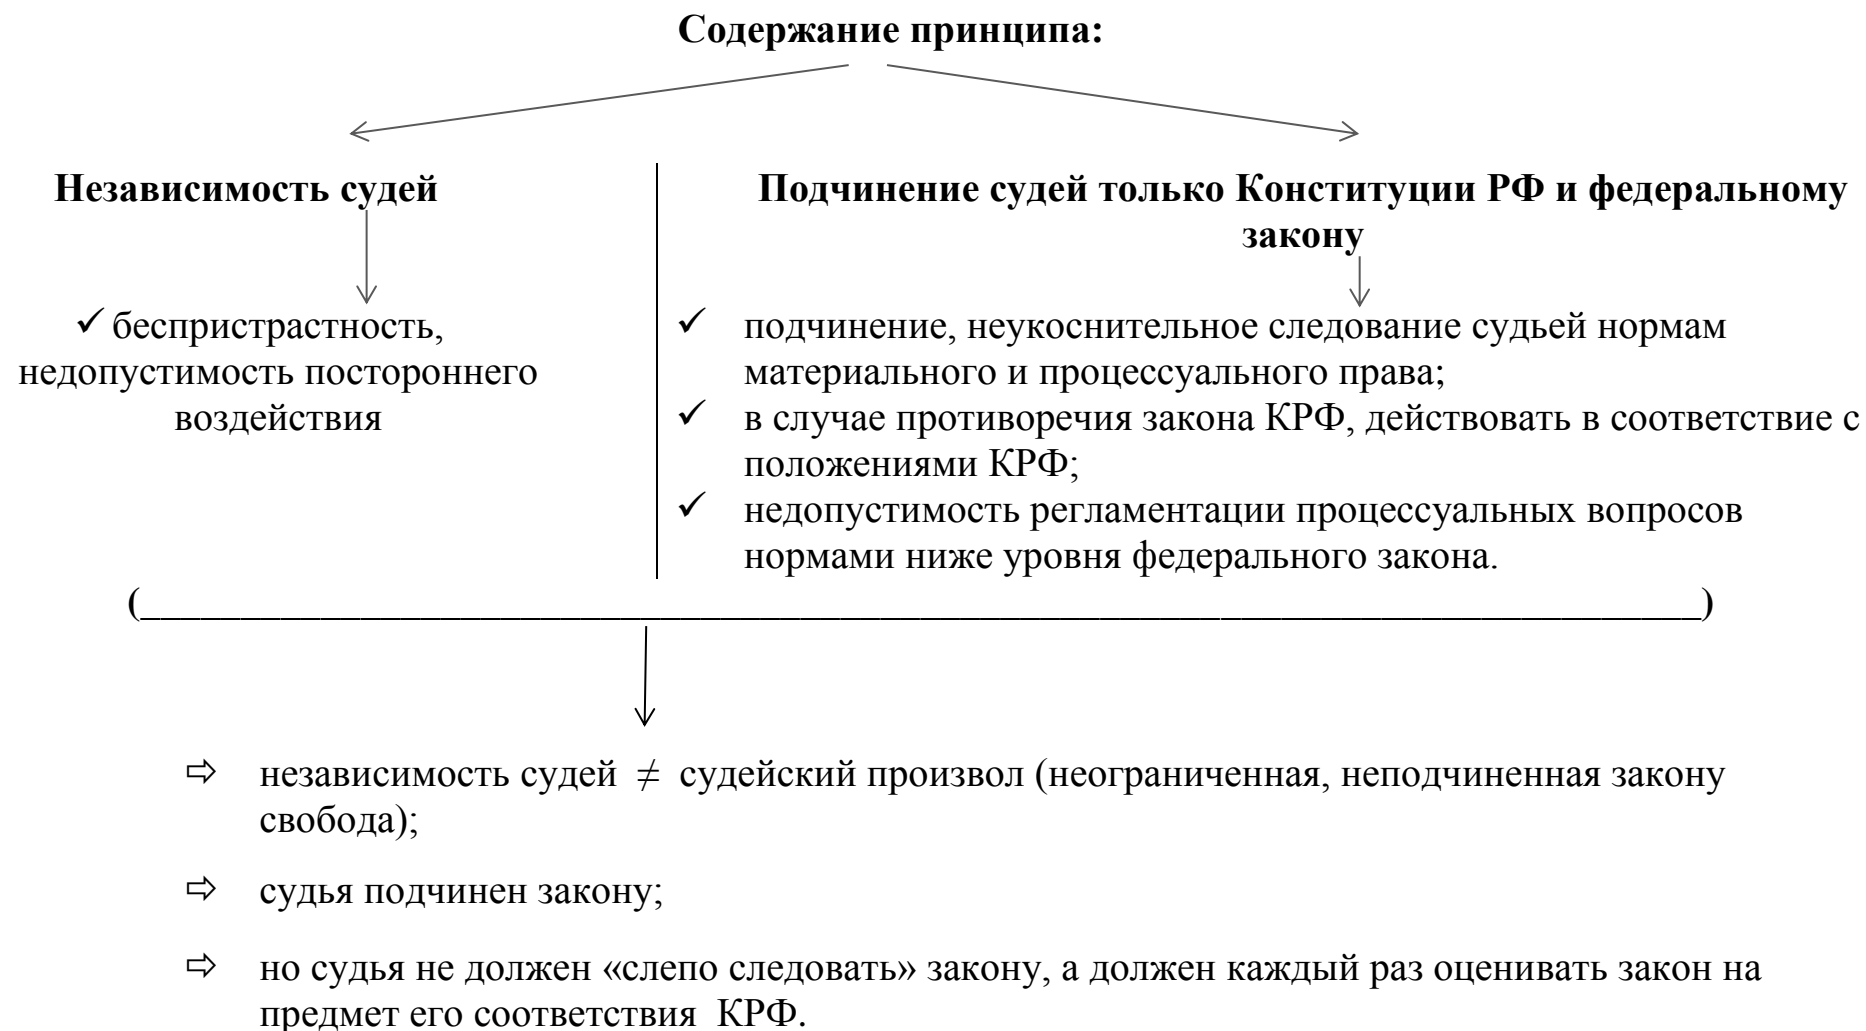 Содержание принципа:
Независимость судей
✓ беспристрастность,
недопустимость постороннего
воздействия
Подчинение судей только Конституции РФ и федеральному
закону
✓ подчинение, неукоснительное следование судьей нормам
материального и процессуального права;
✓ в случае противоречия закона КРФ, действовать в соответствие с
положениями КРФ;
✓ недопустимость регламентации процессуальных вопросов
нормами ниже уровня федерального закона.
(______________________________________________________________________________)
⇨ независимость судей ≠ судейский произвол (неограниченная, неподчиненная закону
свобода);
⇨ судья подчинен закону;
⇨ но судья не должен «слепо следовать» закону, а должен каждый раз оценивать закон на
предмет его соответствия КРФ.